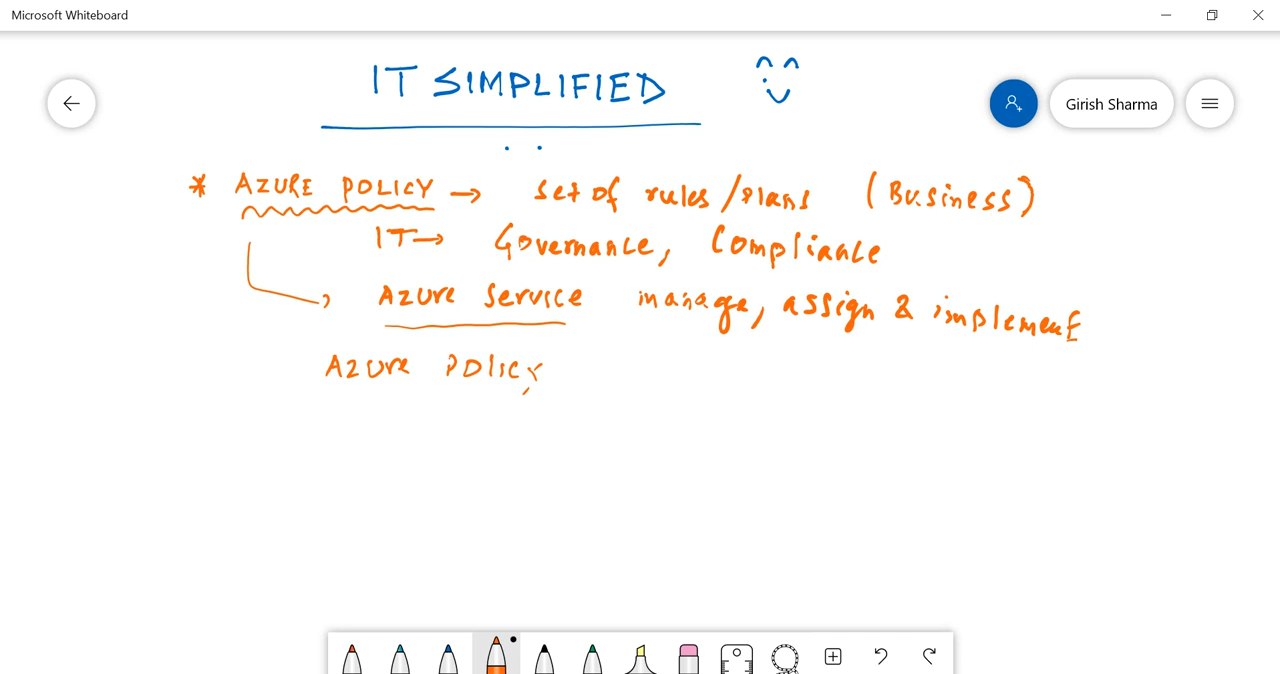 Microsoft Whiteboard
IT SIMPLIFIED
Girish Sharma
* AZURE POLICY → set of rules/plans (Business)
IT → Governance, Compliance
Azure Service manage, assign & implement
Azure Policy